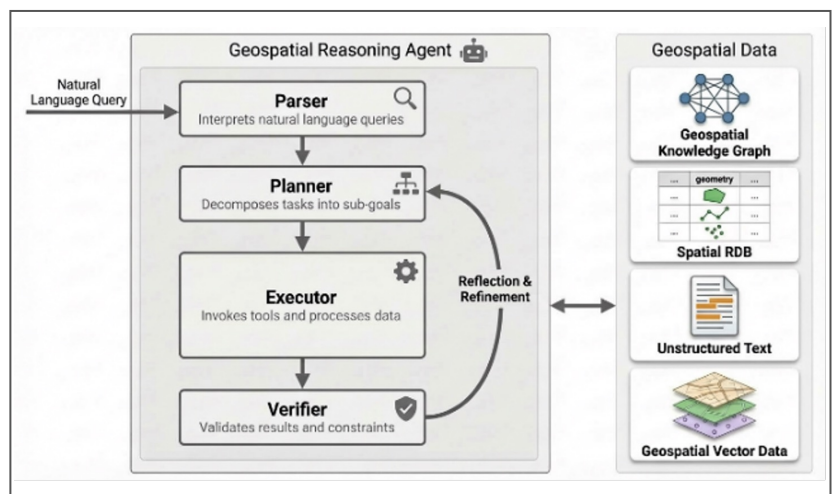 Geospatial Reasoning Agent
Natural
Language Query
Parser
Interprets natural language queries
Planner
Decomposes tasks into sub-goals
Executor
Invokes tools and processes data
Verifier
Validates results and constraints
Reflection &
Refinement
Geospatial Data
Geospatial
Knowledge Graph
... geometry ...
... ...
... ...
... ...
Spatial RDB
Unstructured Text
Geospatial Vector Data